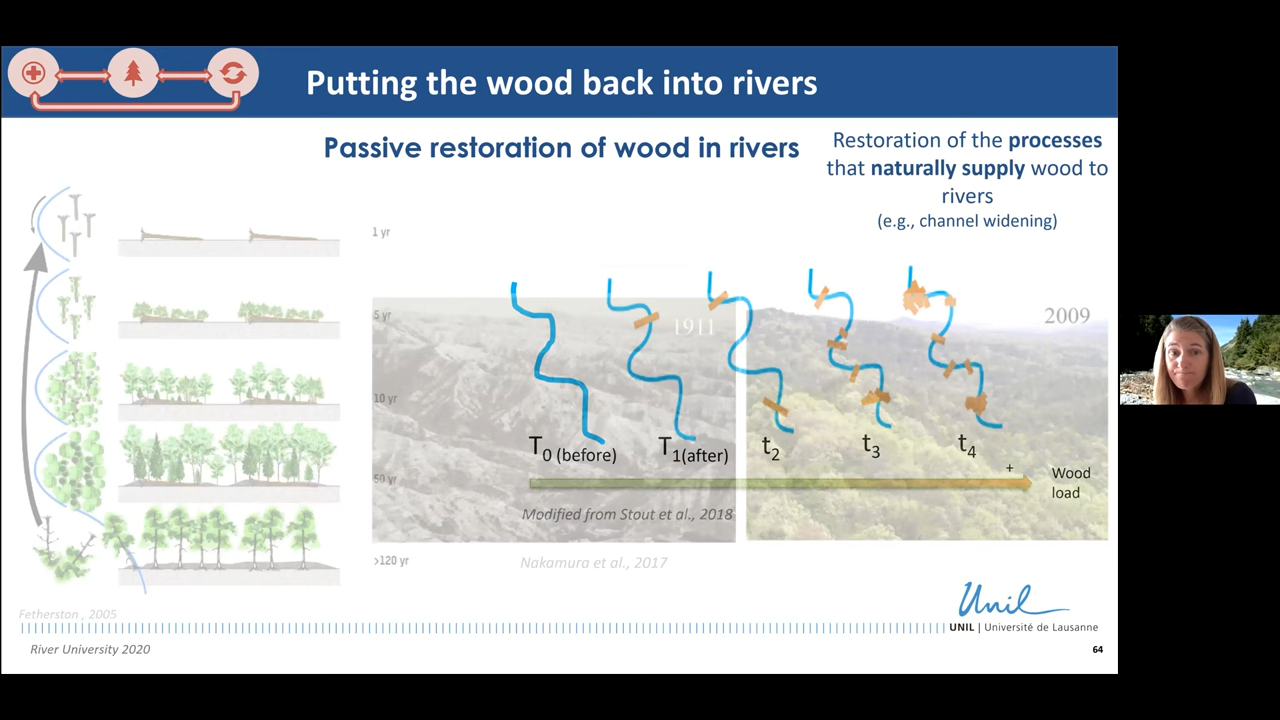 Putting the wood back into rivers
Passive restoration of wood in rivers
Restoration of the processes
that naturally supply wood to
rivers
(e.g., channel widening)
1 yr
5 yr
10 yr
50 yr
>120 yr
1911
2009
T0 (before)
T1(after)
t2
t3
t4
+
Wood
load
Modified from Stout et al., 2018
Nakamura et al., 2017
Fetherston , 2005
Unil
UNIL | Université de Lausanne
River University 2020
64